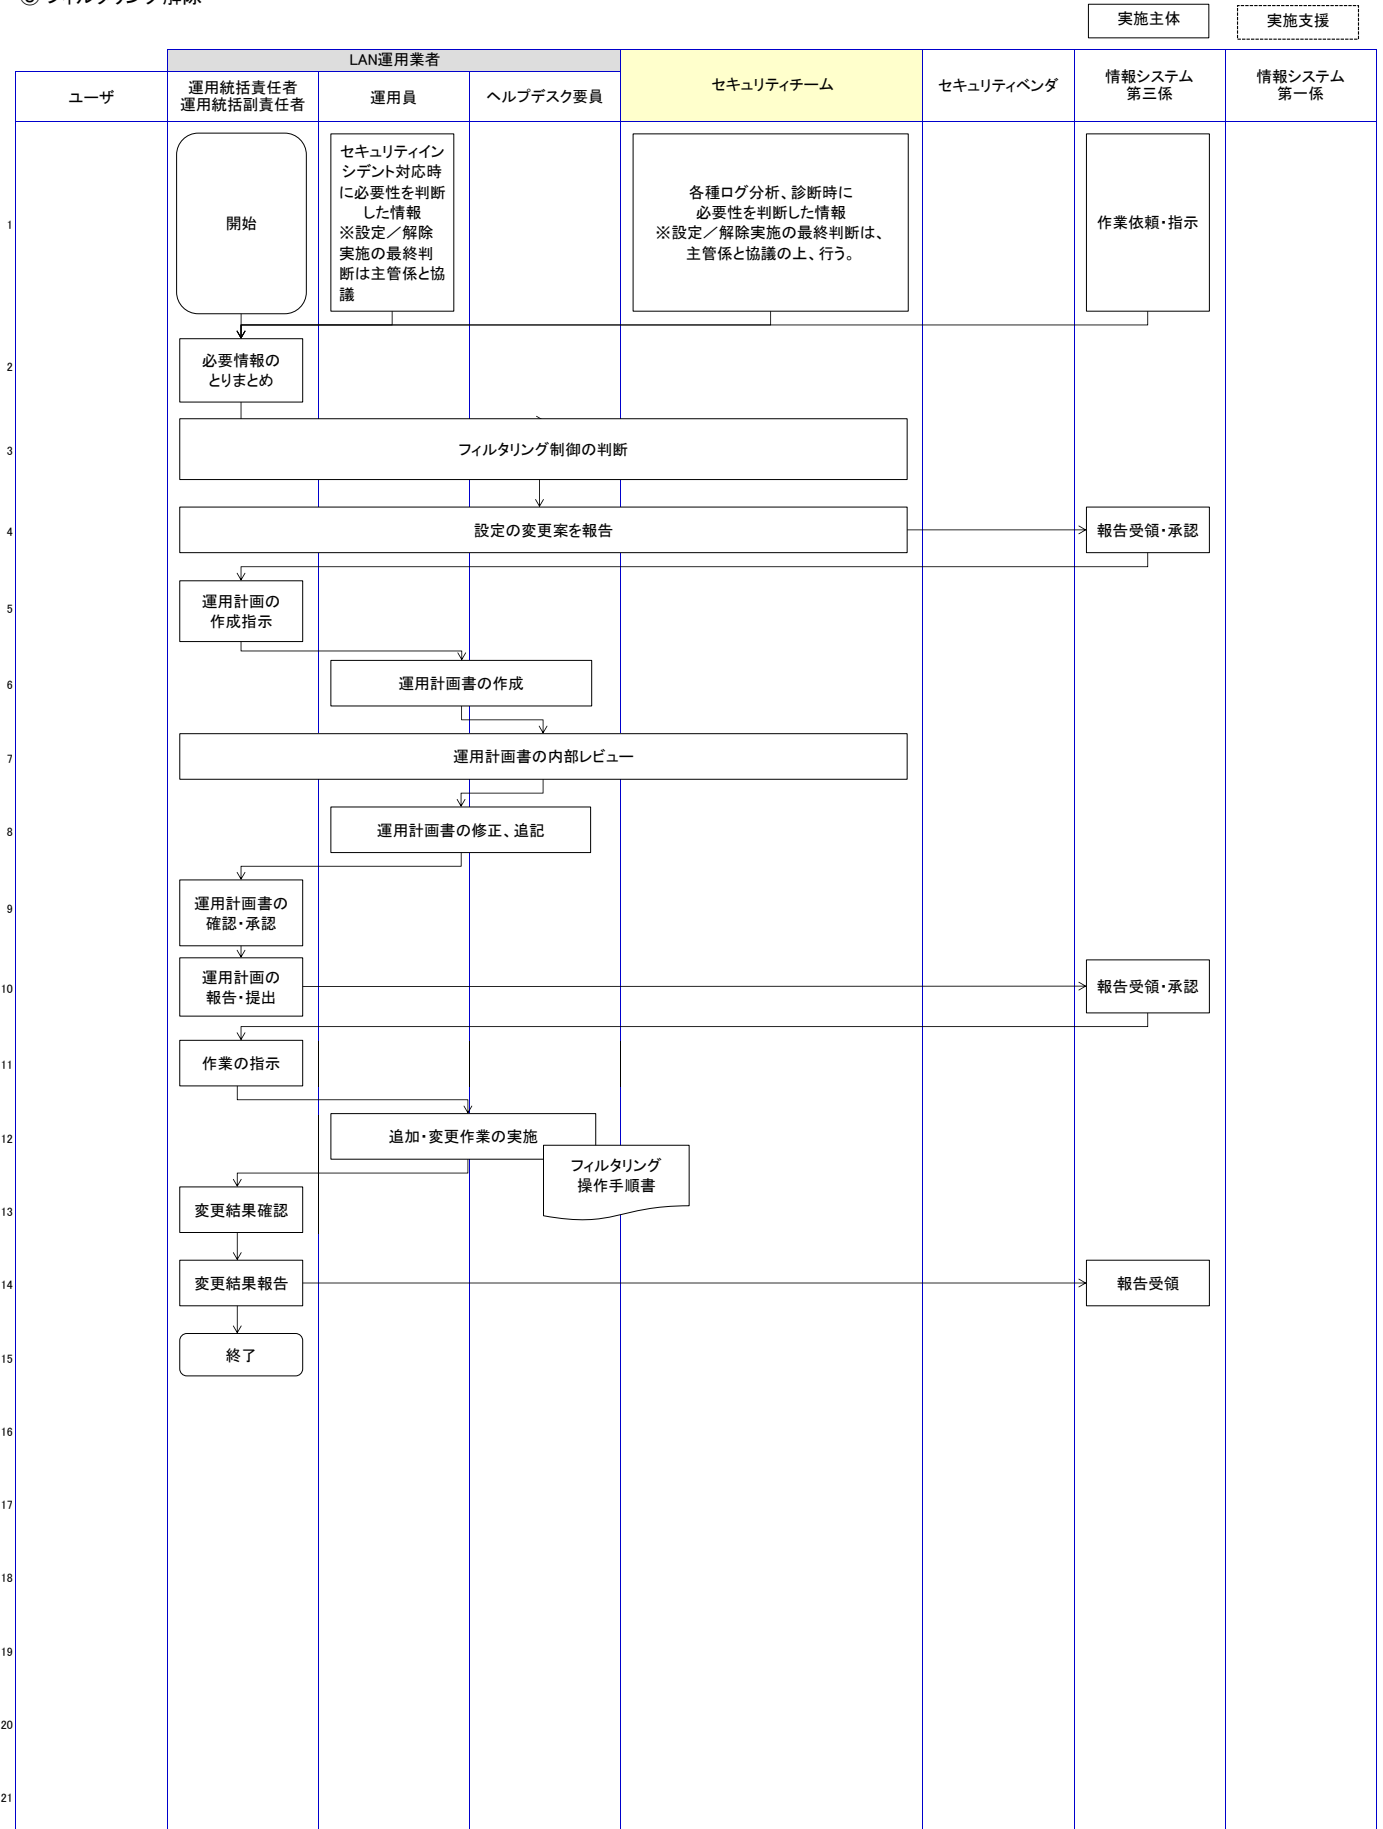 フィルタリング解除
実施主体
実施支援
LAN運用業者
ユーザ
運用統括責任者
運用統括副責任者
運用員
ヘルプデスク要員
セキュリティチーム
セキュリティベンダ
情報システム
第三係
情報システム
第一係
1
開始
セキュリティイン
シデント対応時
に必要性を判断
した情報
※設定／解除
実施の最終判
断は主管係と協
議
各種ログ分析、診断時に
必要性を判断した情報
※設定／解除実施の最終判断は、
主管係と協議の上、行う。
作業依頼・指示
2
必要情報の
とりまとめ
3
フィルタリング制御の判断
4
設定の変更案を報告
報告受領・承認
5
運用計画の
作成指示
6
運用計画書の作成
7
運用計画書の内部レビュー
8
運用計画書の修正、追記
9
運用計画書の
確認・承認
10
運用計画の
報告・提出
報告受領・承認
11
作業の指示
12
追加・変更作業の実施
フィルタリング
操作手順書
13
変更結果確認
14
変更結果報告
報告受領
15
終了
16
17
18
19
20
21